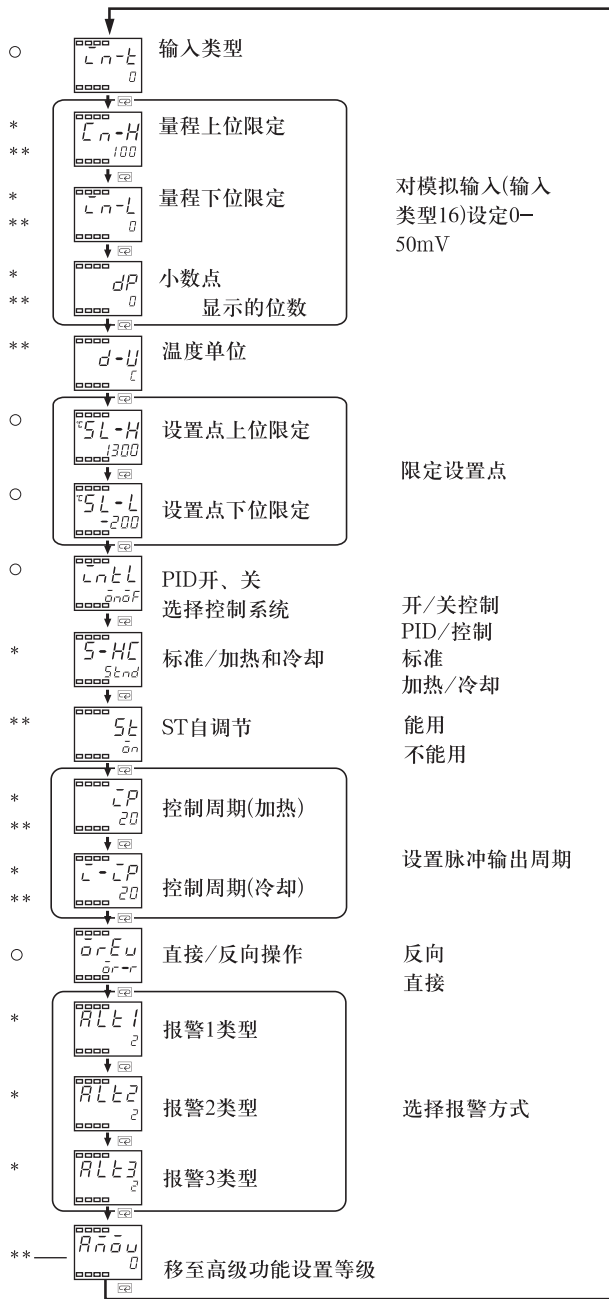 ○ in-t 0 输入类型
* ** Cn-H 100 量程上位限定
* ** in-L 0 量程下位限定
对模拟输入(输入
类型16)设定0−
50mV
* ** dP 0 小数点
显示的位数
** d-U C 温度单位
○ ℃ SL-H 1300 设置点上位限定
限定设置点
○ ℃ SL-L -200 设置点下位限定
○ intL onoF PID开、关
选择控制系统
开/关控制
PID/控制
* S-HC Stnd 标准/加热和冷却
标准
加热/冷却
** St on ST自调节
能用
不能用
* ** CP 20 控制周期(加热)
设置脉冲输出周期
* ** C-CP 20 控制周期(冷却)
○ orEv or-r 直接/反向操作
反向
直接
* ALt1 2 报警1类型
* ALt2 2 报警2类型
选择报警方式
* ALt3 2 报警3类型
** Amov 0 移至高级功能设置等级